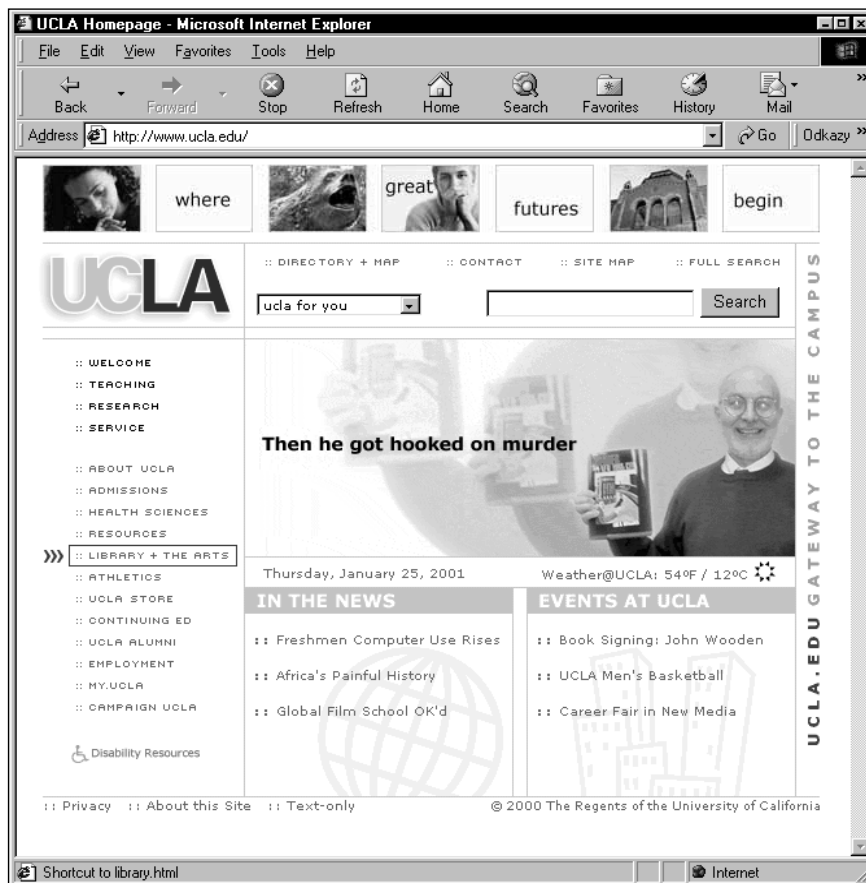 UCLA Homepage - Microsoft Internet Explorer
File Edit View Favorites Tools Help
Back Forward Stop Refresh Home Search Favorites History Mail »
Address http://www.ucla.edu/ Go Odkazy »
where great futures begin
UCLA
:: DIRECTORY + MAP :: CONTACT :: SITE MAP :: FULL SEARCH
ucla for you Search
:: WELCOME
:: TEACHING
:: RESEARCH
:: SERVICE
:: ABOUT UCLA
:: ADMISSIONS
:: HEALTH SCIENCES
:: RESOURCES
»› :: LIBRARY + THE ARTS
:: ATHLETICS
:: UCLA STORE
:: CONTINUING ED
:: UCLA ALUMNI
:: EMPLOYMENT
:: MY.UCLA
:: CAMPAIGN UCLA
Disability Resources
Then he got hooked on murder
Thursday, January 25, 2001 Weather@UCLA: 54ºF / 12ºC
IN THE NEWS
:: Freshmen Computer Use Rises
:: Africa's Painful History
:: Global Film School OK'd
EVENTS AT UCLA
:: Book Signing: John Wooden
:: UCLA Men's Basketball
:: Career Fair in New Media
UCLA.EDU GATEWAY TO THE CAMPUS
:: Privacy :: About this Site :: Text-only © 2000 The Regents of the University of California
Shortcut to library.html Internet